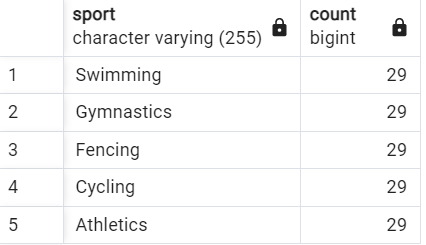 sport count
character varying (255) bigint
1 Swimming 29
2 Gymnastics 29
3 Fencing 29
4 Cycling 29
5 Athletics 29